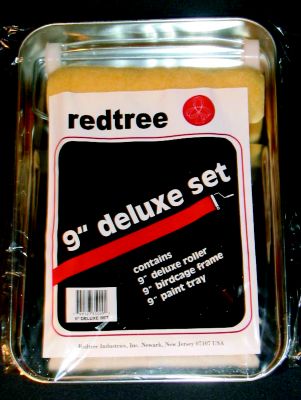 redtree
9" deluxe set
contains
9" deluxe roller
9" birdcage frame
9" paint tray
9" DELUXE SET
RedTree Industries, Inc. Newark, New Jersey 07107 USA